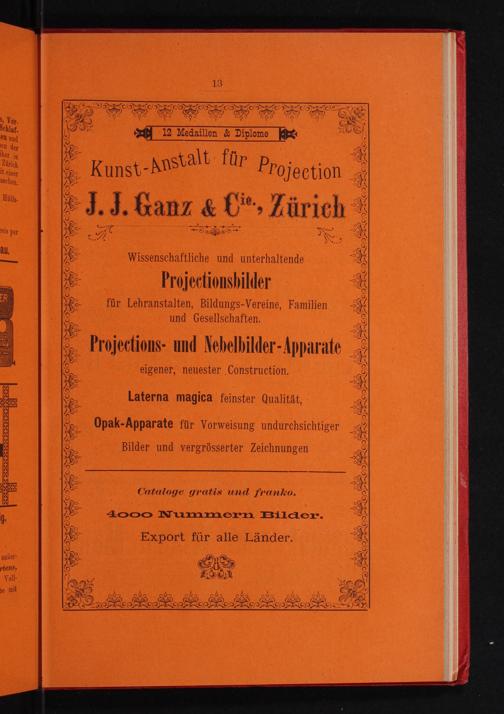 13
12 Medaillen & Diplome
Kunst-Anstalt für Projection
J. J. Ganz & Cie., Zürich
Wissenschaftliche und unterhaltende
Projectionsbilder
für Lehranstalten, Bildungs-Vereine, Familien
und Gesellschaften.
Projections- und Nebelbilder-Apparate
eigener, neuester Construction.
Laterna magica feinster Qualität,
Opak-Apparate für Vorweisung undurchsichtiger
Bilder und vergrösserter Zeichnungen
Cataloge gratis und franko.
4000 Nummern Bilder.
Export für alle Länder.